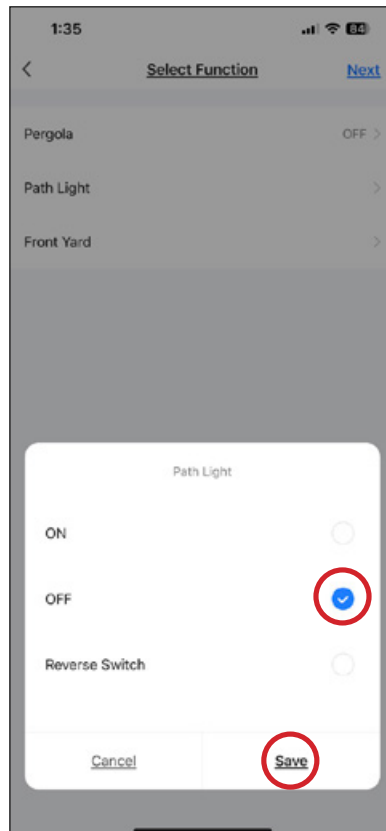 1:35 84
Select Function Next
Pergola OFF
Path Light
Front Yard
Path Light
ON
OFF
Reverse Switch
Cancel Save